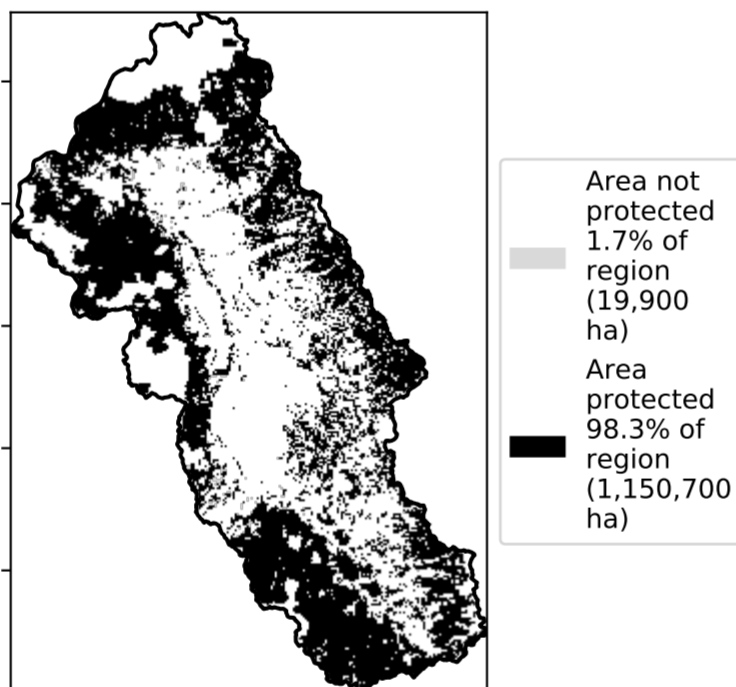 Area not
protected
1.7% of
region
(19,900
ha)
Area
protected
98.3% of
region
(1,150,700
ha)